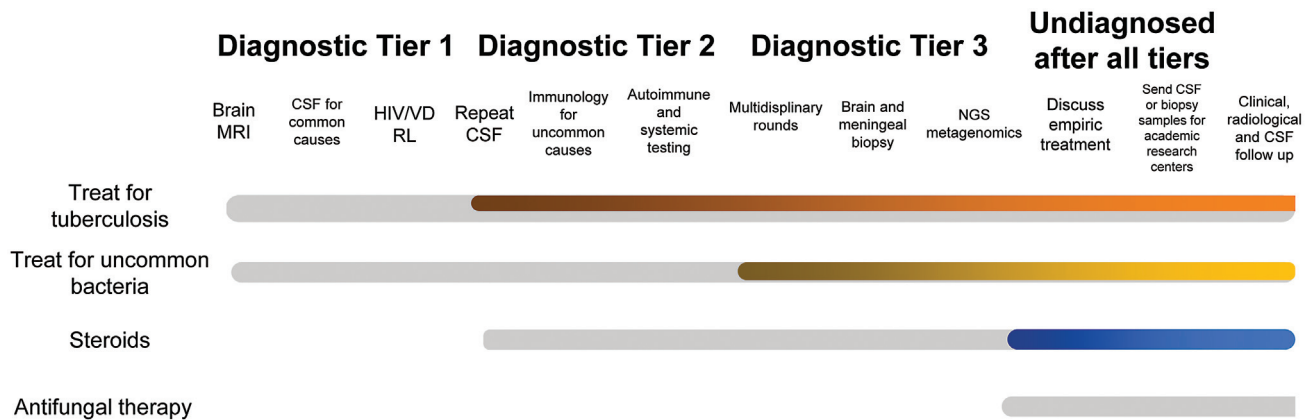 Diagnostic Tier 1
Diagnostic Tier 2
Diagnostic Tier 3
Undiagnosed
after all tiers
Brain
MRI
CSF for
common
causes
HIV/VD
RL
Repeat
CSF
Immunology
for
uncommon
causes
Autoimmune
and
systemic
testing
Multidisplinary
rounds
Brain and
meningeal
biopsy
NGS
metagenomics
Discuss
empiric
treatment
Send CSF
or biopsy
samples for
academic
research
centers
Clinical,
radiological
and CSF
follow up
Treat for
tuberculosis
Treat for uncommon
bacteria
Steroids
Antifungal therapy